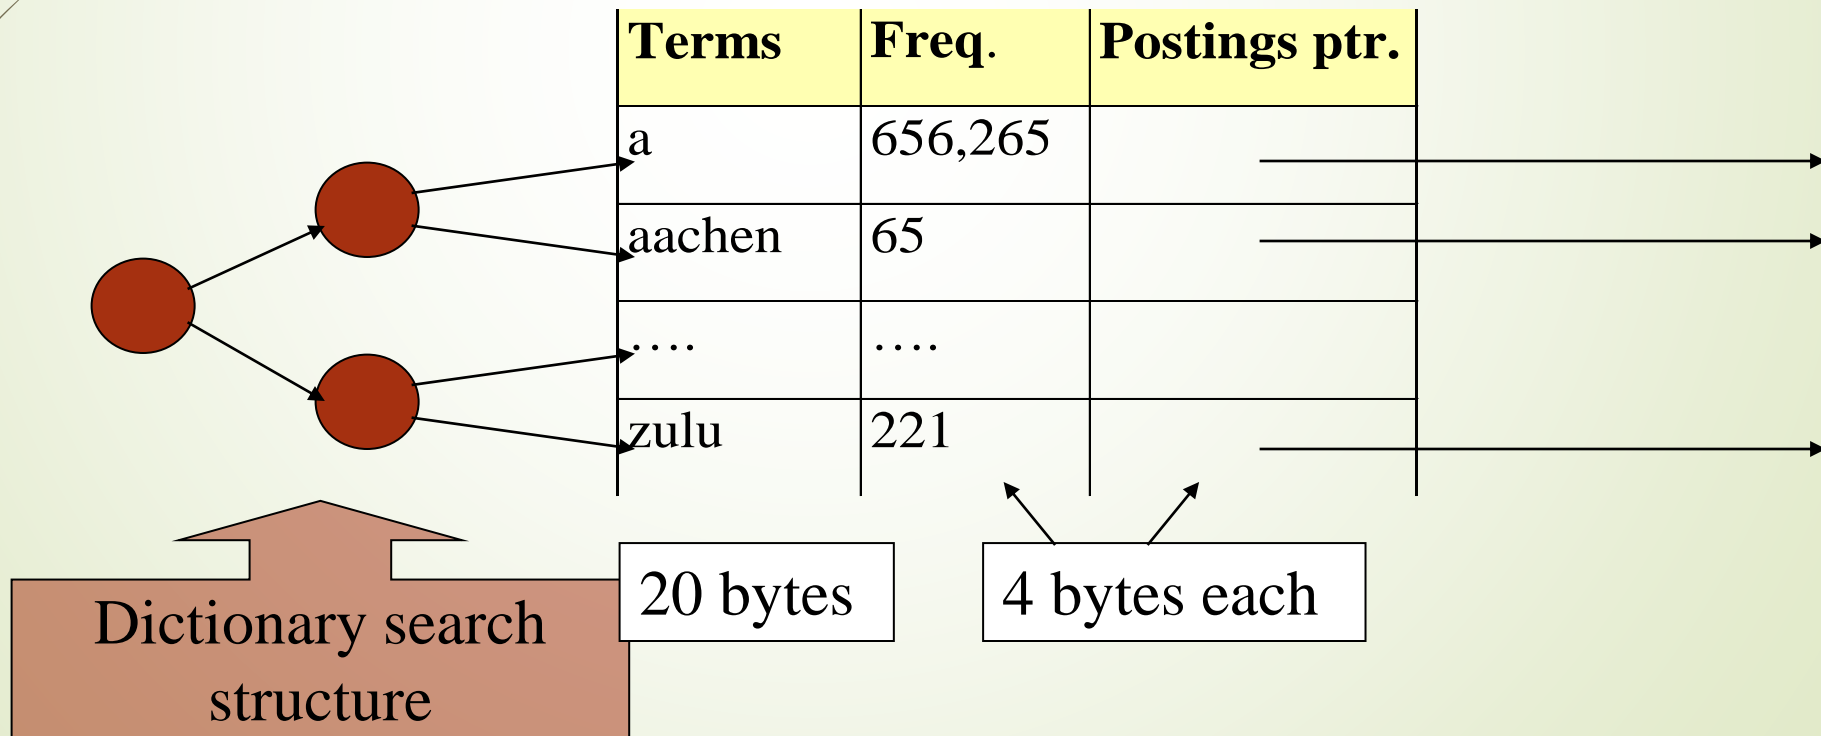 Terms Freq. Postings ptr.
a 656,265
aachen 65
…. ….
zulu 221
20 bytes 4 bytes each
Dictionary search
structure